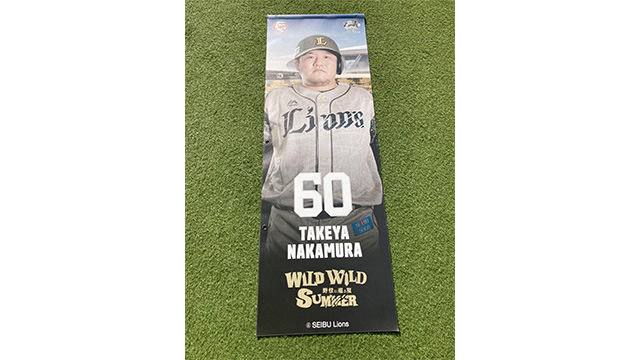 L
Lions
60
TAKEYA
NAKAMURA
WILD WILD
SUMMER
© SEIBU Lions